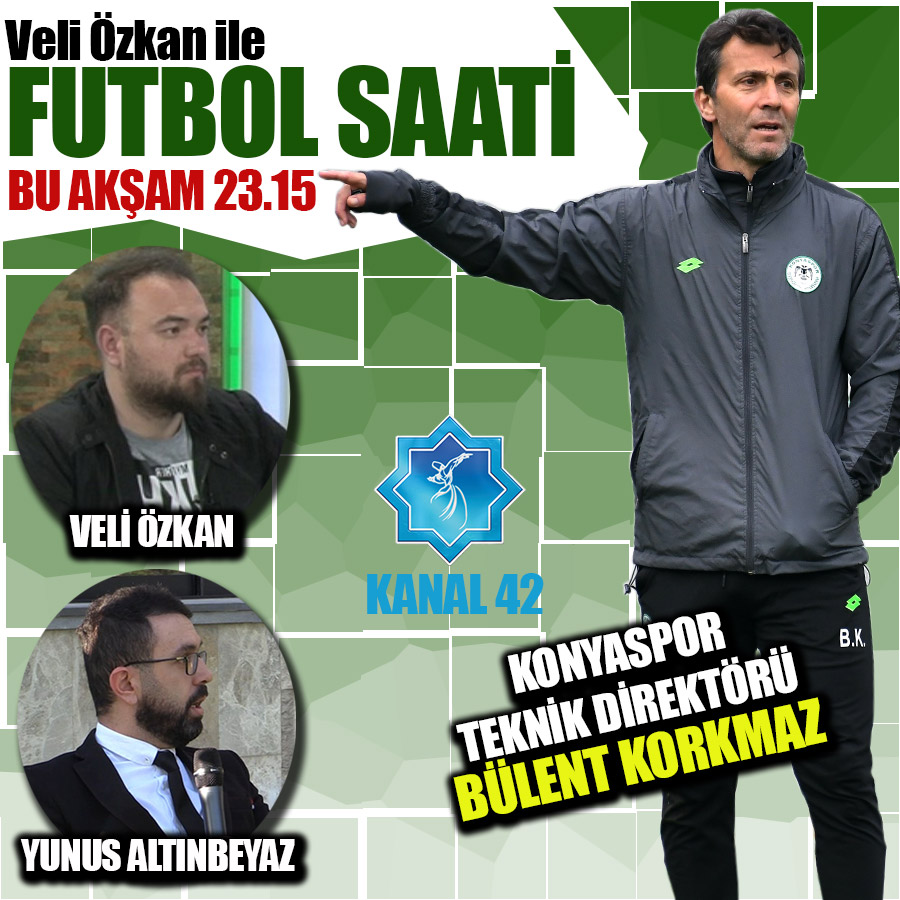 Veli Özkan ile
FUTBOL SAATİ
BU AKŞAM 23.15
KONYASPOR
VELİ ÖZKAN
KANAL 42
B.K.
KONYASPOR
TEKNİK DİREKTÖRÜ
BÜLENT KORKMAZ
YUNUS ALTINBEYAZ